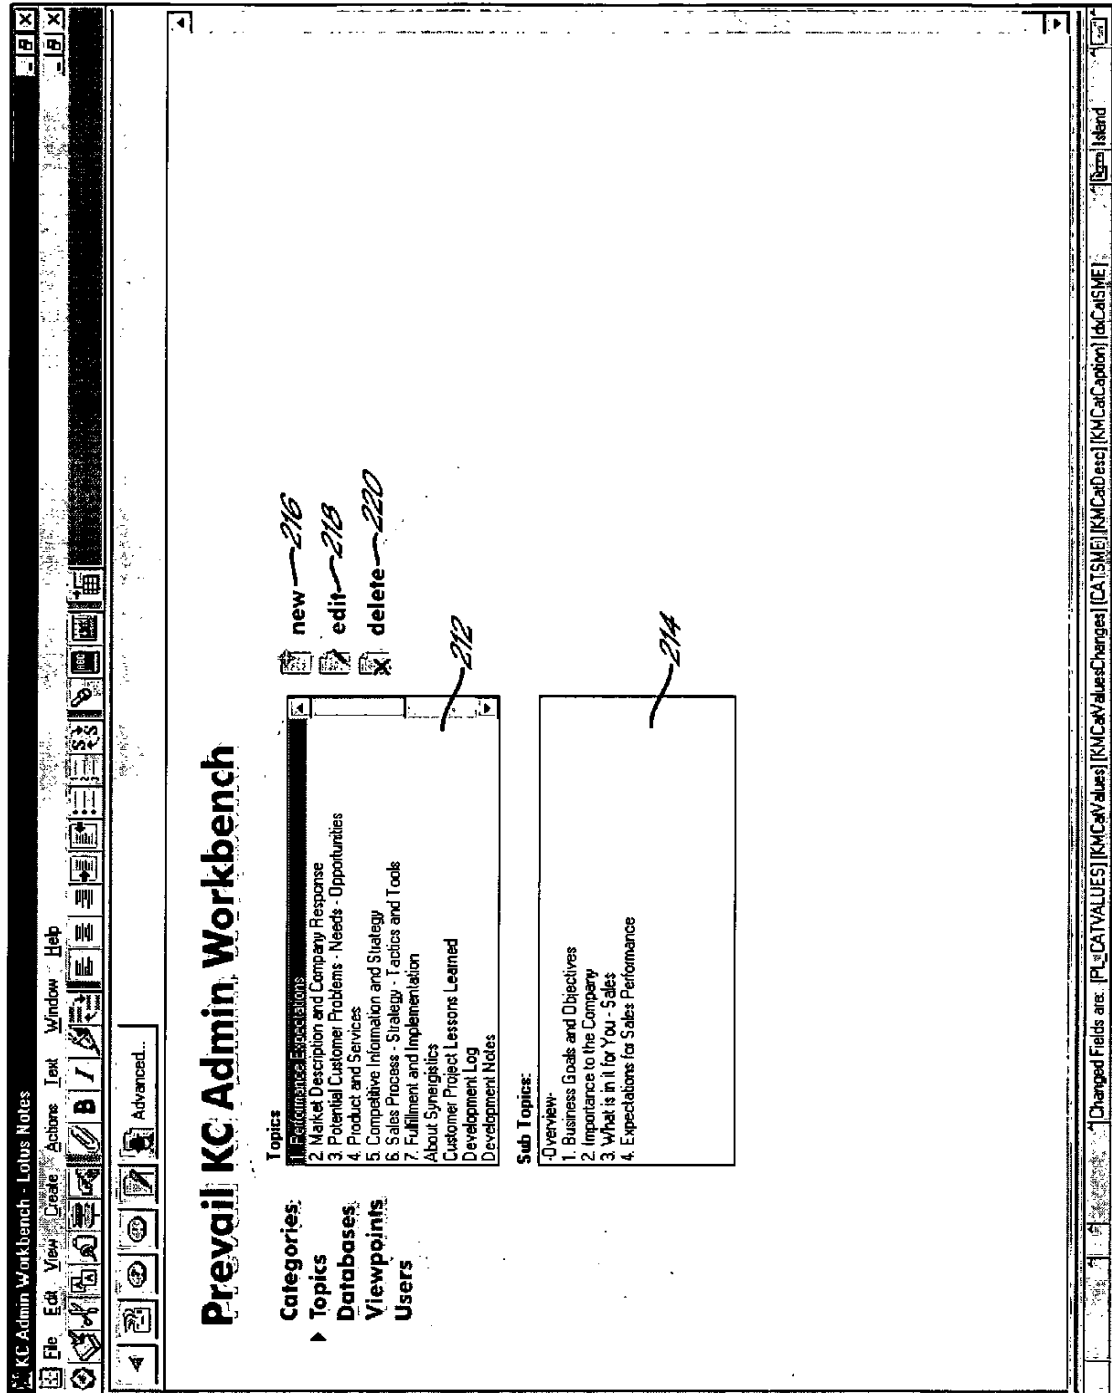 KC Admin Workbench - Lotus Notes
File Edit View Create Actions Text Window Help
B I
Advanced...
Prevail KC Admin Workbench
Categories:
Topics
Databases
Viewpoints
Users
Topics
1. Performance Expectations
2. Market Description and Company Response
3. Potential Customer Problems - Needs - Opportunities
4. Product and Services
5. Competitive Information and Strategy
6. Sales Process - Strategy - Tactics and Tools
7. Fulfillment and Implementation
About Synergistics
Customer Project Lessons Learned
Development Log
Development Notes
212
new 216
edit 218
delete 220
Sub Topics:
-Overview-
1. Business Goals and Objectives
2. Importance to the Company
3. What is in it for You - Sales
4. Expectations for Sales Performance
214
Changed Fields are: [PL_CATVALUES] [KMCatValues] [KMCatValuesChanges] [CATSME] [KMCatDesc] [KMCatCaption] [dxCatSME]
Island